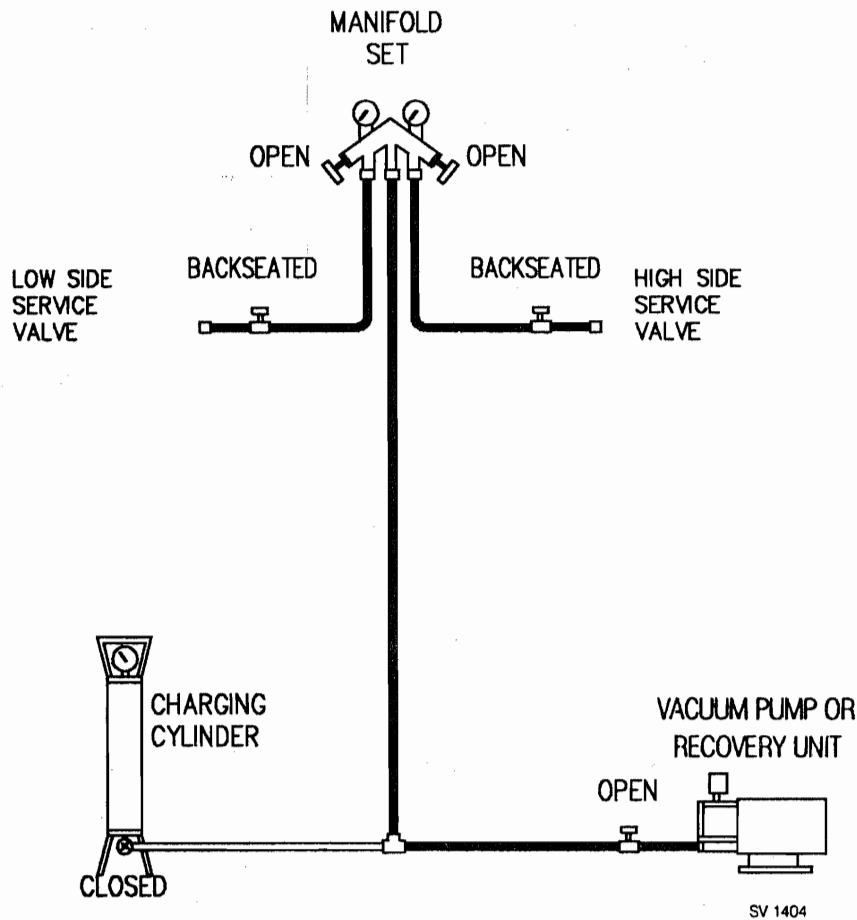 MANIFOLD
SET
OPEN
OPEN
LOW SIDE
SERVICE
VALVE
BACKSEATED
BACKSEATED
HIGH SIDE
SERVICE
VALVE
CHARGING
CYLINDER
VACUUM PUMP OR
RECOVERY UNIT
OPEN
CLOSED
SV 1404